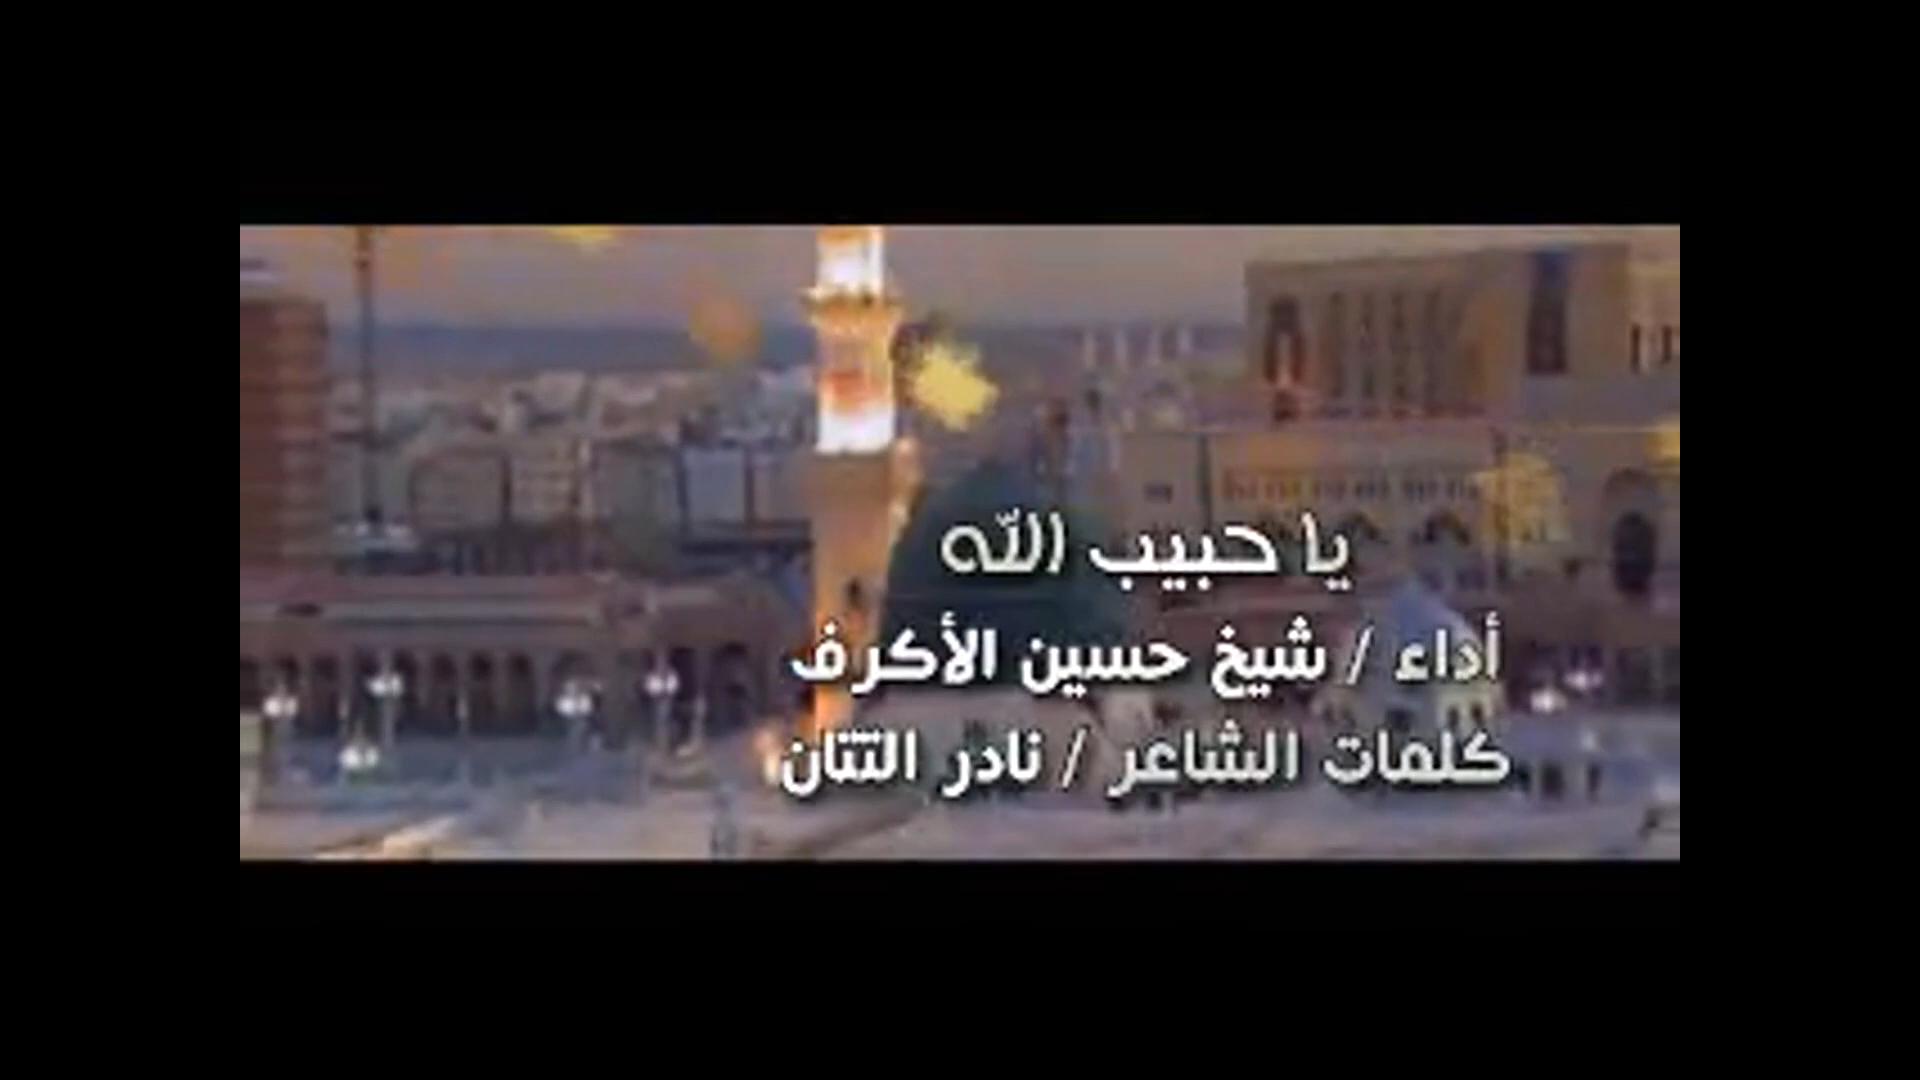 يا حبيب الله
أداء / شيخ حسين الأكرف
كلمات الشاعر / نادر التتان